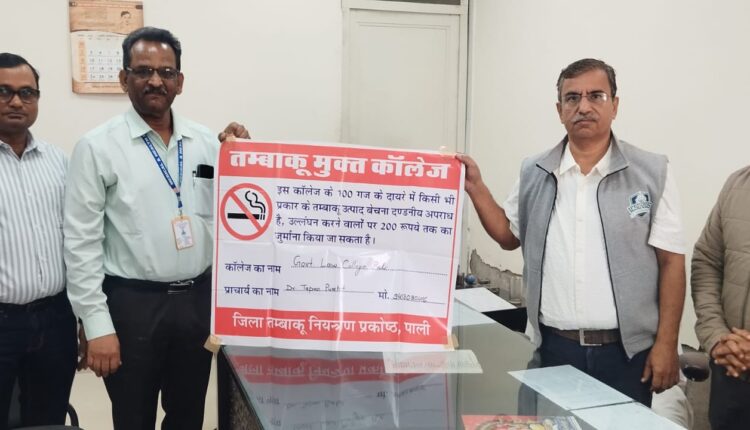 तम्बाकू मुक्त कॉलेज
इस कॉलेज के 100 गज के दायरे में किसी भी
प्रकार के तम्बाकू उत्पाद बेचना दण्डनीय अपराध
है, उल्लंघन करने वालों पर 200 रूपये तक का
जुर्माना किया जा सकता है।
कॉलेज का नाम Govt Law College Pali
प्राचार्य का नाम Dr. मो.
जिला तम्बाकू नियन्त्रण प्रकोष्ठ, पाली